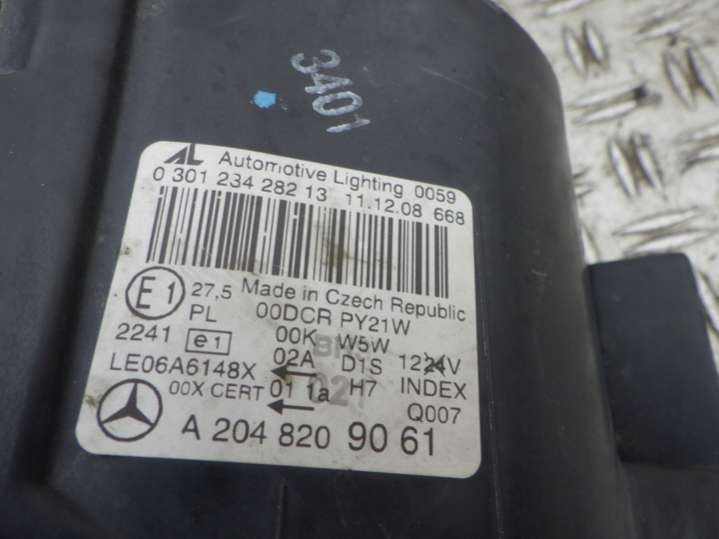 3401
AL Automotive Lighting 0059
0 301 234 282 13 11.12.08 668
E1 27,5 Made in Czech Republic
PL 00DCR PY21W
2241 e1 00K W5W
LE06A6148X 02A D1S 1224V
00X CERT 01 1a H7 INDEX
Q007
A 204 820 90 61